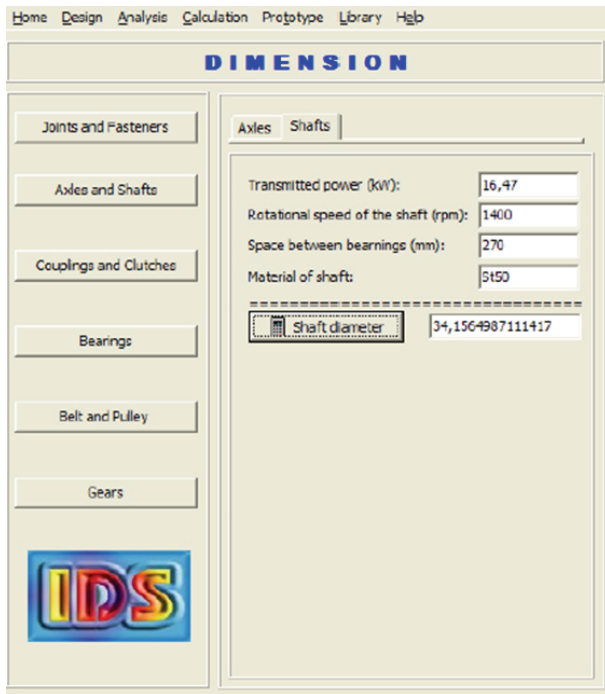 Home Design Analysis Calculation Prototype Library Help
DIMENSION
Joints and Fasteners
Axles and Shafts
Couplings and Clutches
Bearings
Belt and Pulley
Gears
IDS
Axles Shafts
Transmitted power (kW): 16,47
Rotational speed of the shaft (rpm): 1400
Space between bearnings (mm): 270
Material of shaft: St50
==================================
Shaft diameter 34,1564987111417